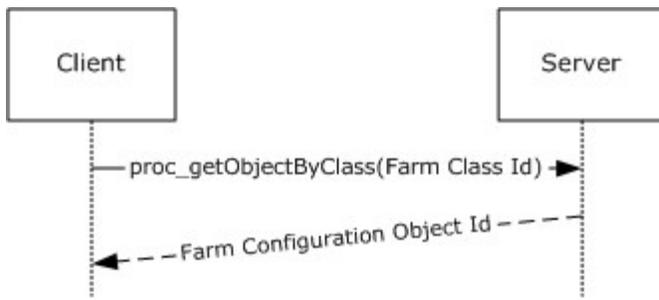 Client
Server
proc_getObjectByClass(Farm Class Id)
Farm Configuration Object Id